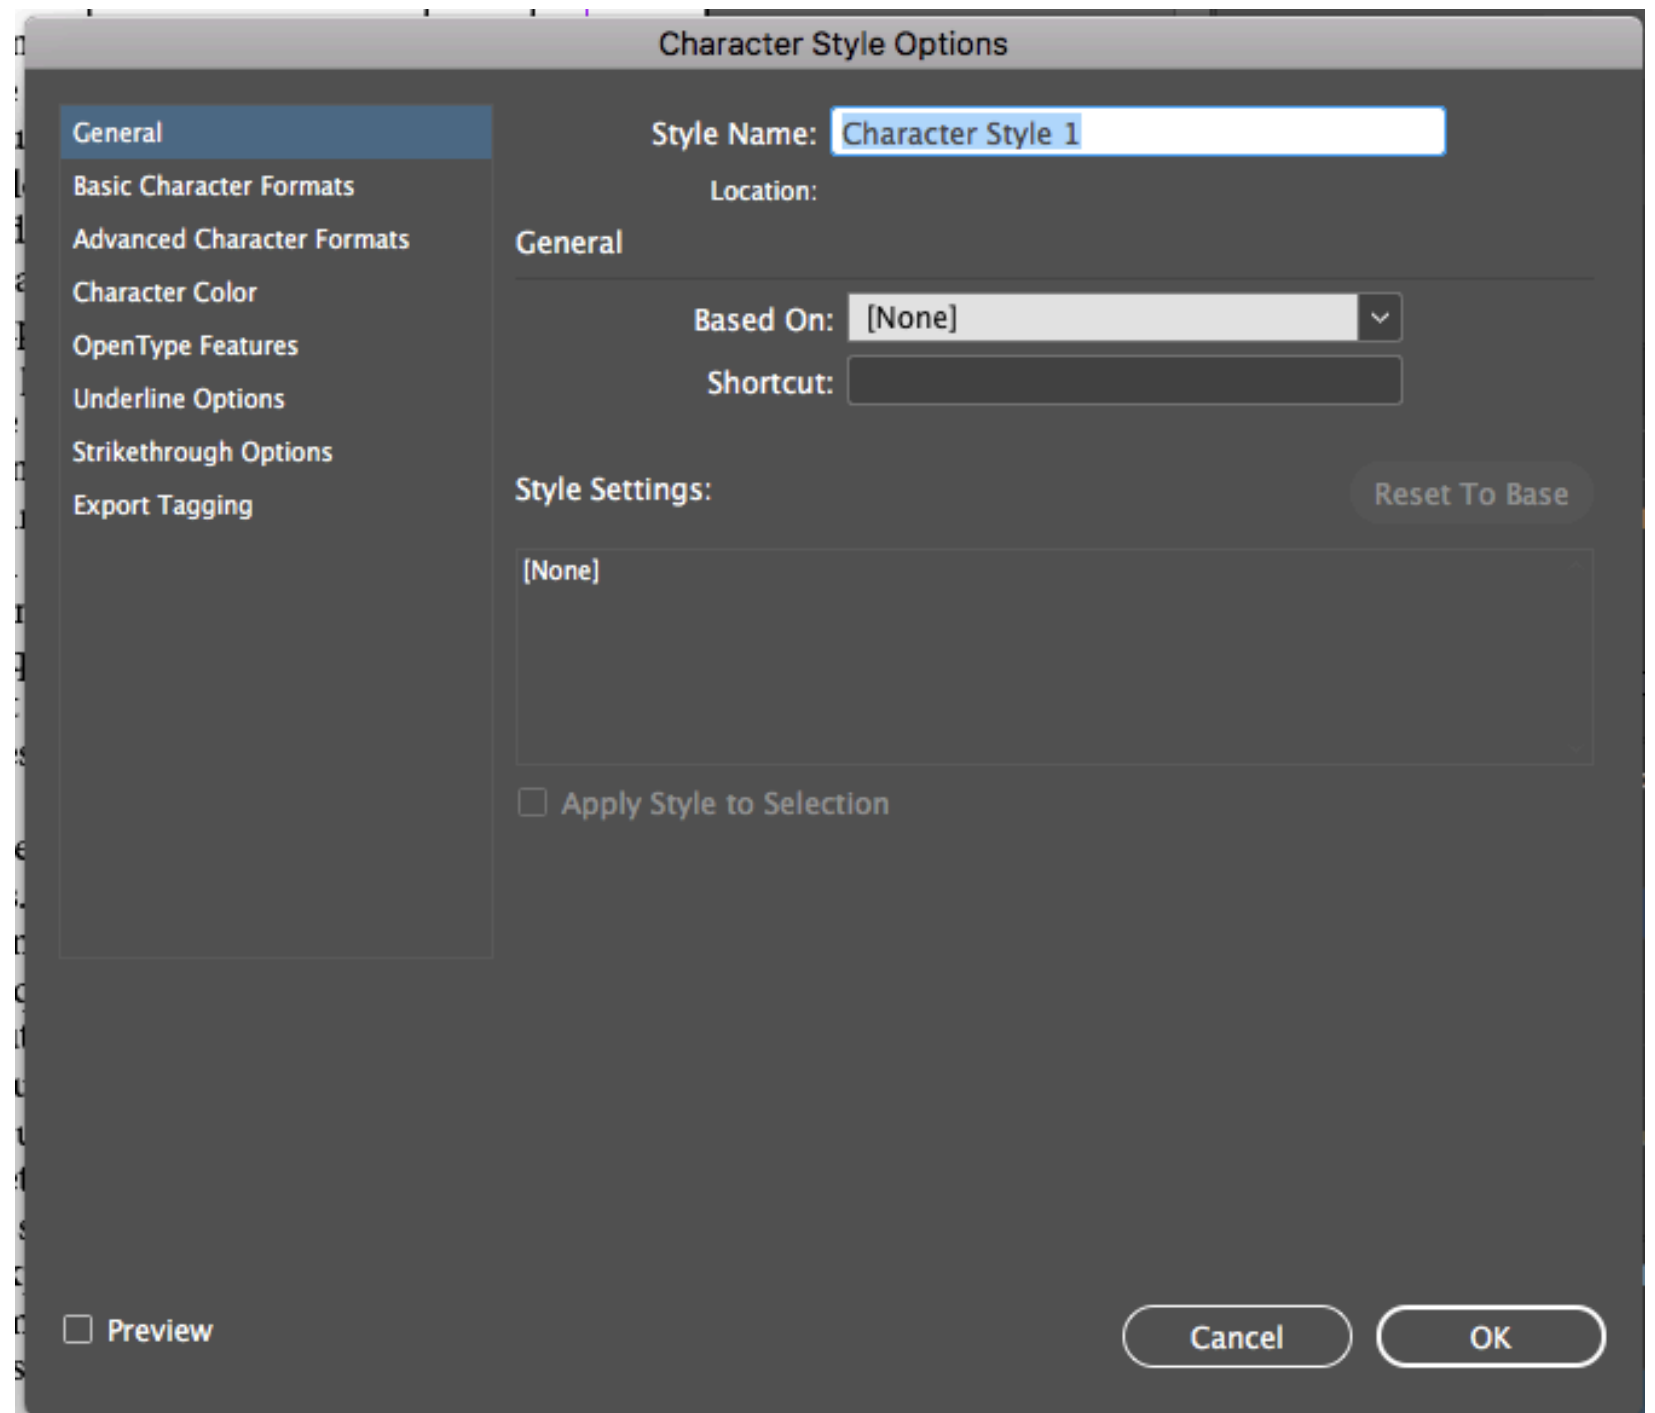 Character Style Options
General
Basic Character Formats
Advanced Character Formats
Character Color
OpenType Features
Underline Options
Strikethrough Options
Export Tagging
Style Name: Character Style 1
Location:
General
Based On: [None]
Shortcut:
Style Settings:
Reset To Base
[None]
Apply Style to Selection
Preview
Cancel
OK